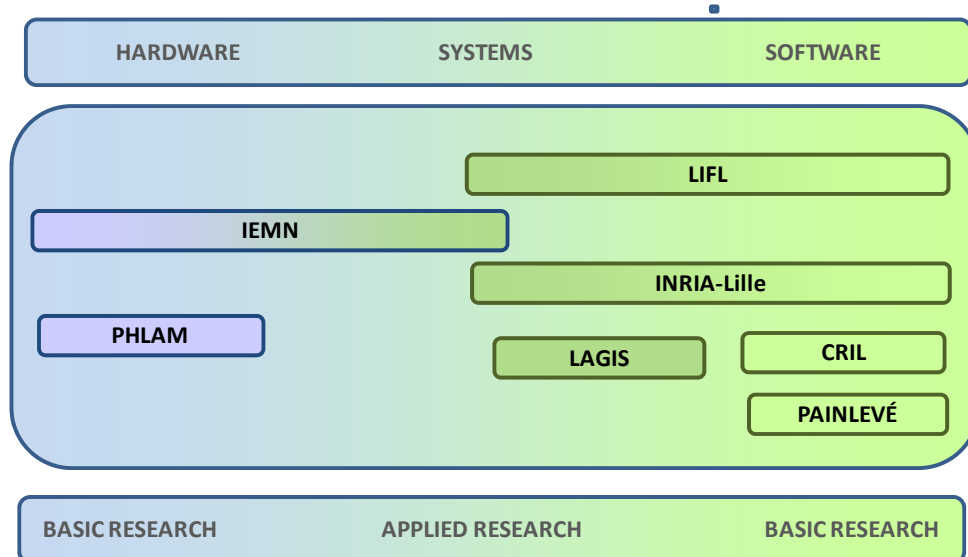 HARDWARE SYSTEMS SOFTWARE
LIFL
IEMN
INRIA-Lille
PHLAM
LAGIS
CRIL
PAINLEVÉ
BASIC RESEARCH APPLIED RESEARCH BASIC RESEARCH